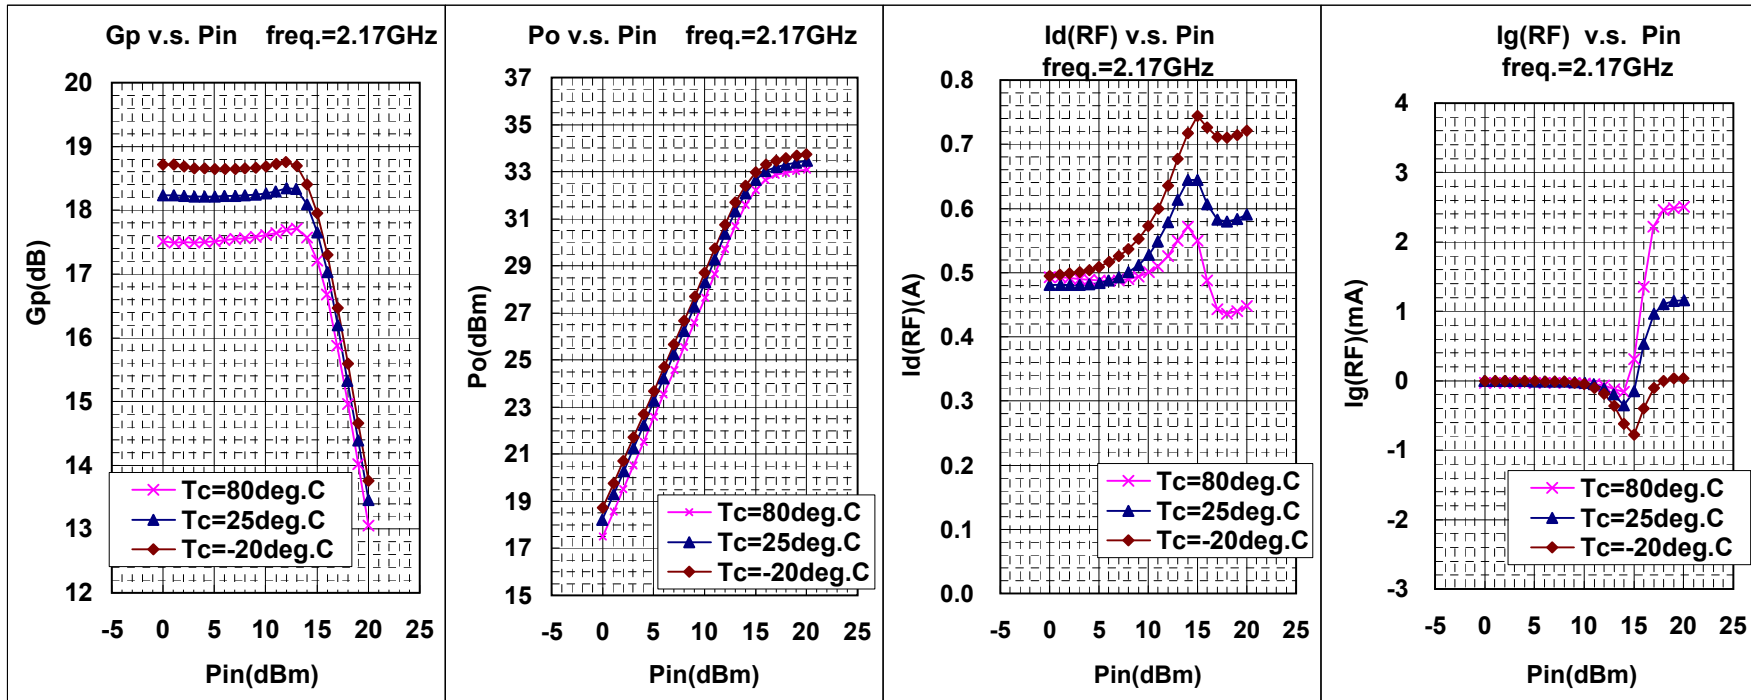 Gp v.s. Pin freq.=2.17GHz
20
19
18
17
16
15
14
13
12
Gp(dB)
Tc=80deg.C
Tc=25deg.C
Tc=-20deg.C
-5 0 5 10 15 20 25
Pin(dBm)
Po v.s. Pin freq.=2.17GHz
37
35
33
31
29
27
25
23
21
19
17
15
Po(dBm)
Tc=80deg.C
Tc=25deg.C
Tc=-20deg.C
-5 0 5 10 15 20 25
Pin(dBm)
Id(RF) v.s. Pin
freq.=2.17GHz
0.8
0.7
0.6
0.5
0.4
0.3
0.2
0.1
0.0
Id(RF)(A)
Tc=80deg.C
Tc=25deg.C
Tc=-20deg.C
-5 0 5 10 15 20 25
Pin(dBm)
Ig(RF) v.s. Pin
freq.=2.17GHz
4
3
2
1
0
-1
-2
-3
Ig(RF)(mA)
Tc=80deg.C
Tc=25deg.C
Tc=-20deg.C
-5 0 5 10 15 20 25
Pin(dBm)